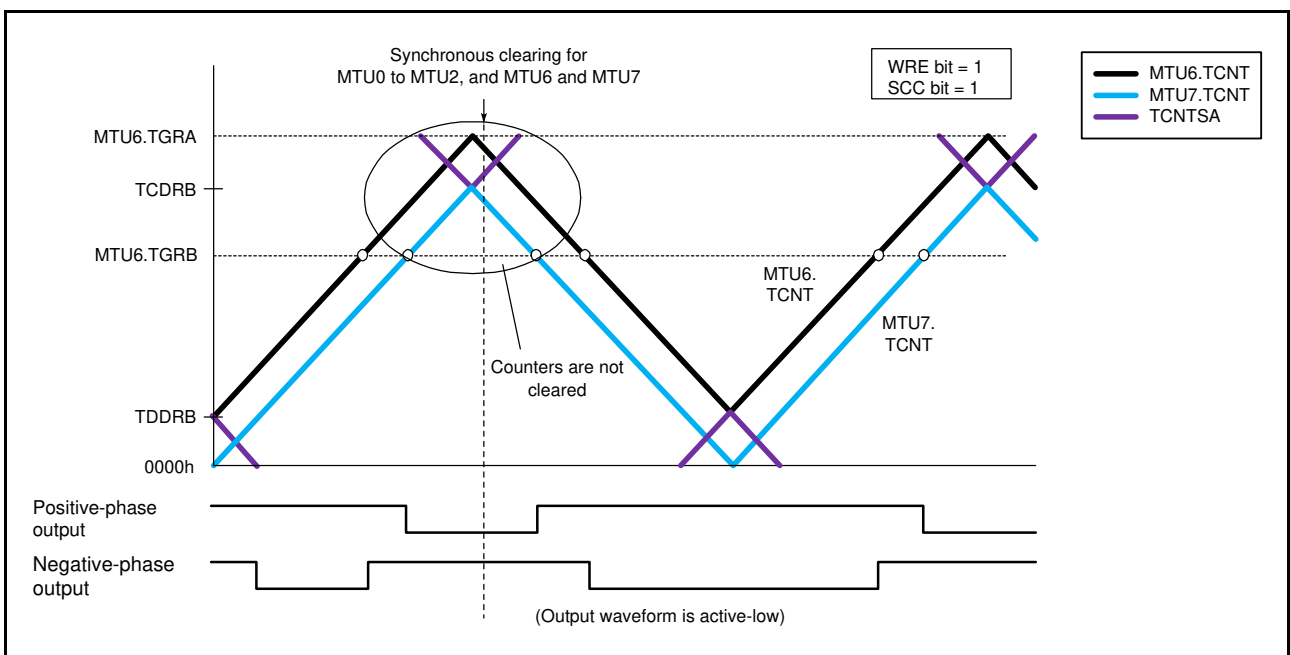 Synchronous clearing for
MTU0 to MTU2, and MTU6 and MTU7
WRE bit = 1
SCC bit = 1
MTU6.TCNT
MTU7.TCNT
TCNTSA
MTU6.TGRA
TCDRB
MTU6.TGRB
MTU6.
TCNT
MTU7.
TCNT
Counters are not
cleared
TDDRB
0000h
Positive-phase
output
Negative-phase
output
(Output waveform is active-low)